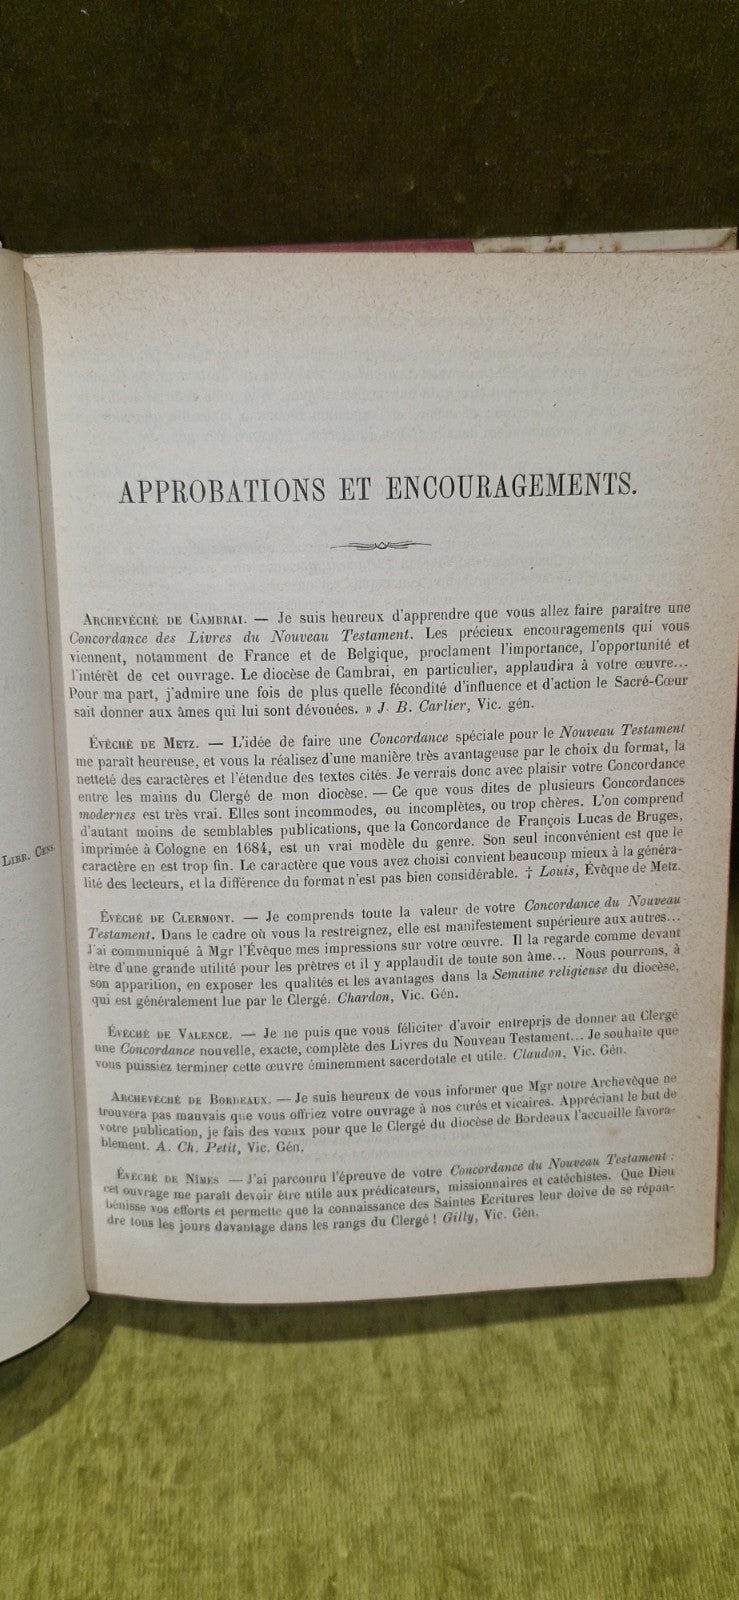 LIBR. CENS.
APPROBATIONS ET ENCOURAGEMENTS.
ARCHEVÊCHÉ DE CAMBRAI. — Je suis heureux d'apprendre que vous allez faire paraître une
Concordance des Livres du Nouveau Testament. Les précieux encouragements qui vous
viennent, notamment de France et de Belgique, proclament l'importance, l'opportunité et
l'intérêt de cet ouvrage. Le diocèse de Cambrai, en particulier, applaudira à votre œuvre...
Pour ma part, j'admire une fois de plus quelle fécondité d'influence et d'action le Sacré-Cœur
sait donner aux âmes qui lui sont dévouées. » J. B. Carlier, Vic. gén.
ÉVÊCHÉ DE METZ. — L'idée de faire une Concordance spéciale pour le Nouveau Testament
me paraît heureuse, et vous la réalisez d'une manière très avantageuse par le choix du format, la
netteté des caractères et l'étendue des textes cités. Je verrais donc avec plaisir votre Concordance
entre les mains du Clergé de mon diocèse. — Ce que vous dites de plusieurs Concordances
modernes est très vrai. Elles sont incommodes, ou incomplètes, ou trop chères. L'on comprend
d'autant moins de semblables publications, que la Concordance de François Lucas de Bruges,
imprimée à Cologne en 1684, est un vrai modèle du genre. Son seul inconvénient est que le
caractère en est trop fin. Le caractère que vous avez choisi convient beaucoup mieux à la généra-
lité des lecteurs, et la différence du format n'est pas bien considérable. † Louis, Évêque de Metz.
ÉVÊCHÉ DE CLERMONT. — Je comprends toute la valeur de votre Concordance du Nouveau
Testament. Dans le cadre où vous la restreignez, elle est manifestement supérieure aux autres...
J'ai communiqué à Mgr l'Évêque mes impressions sur votre œuvre. Il la regarde comme devant
être d'une grande utilité pour les prêtres et il y applaudit de toute son âme... Nous pourrons, à
son apparition, en exposer les qualités et les avantages dans la Semaine religieuse du diocèse,
qui est généralement lue par le Clergé. Chardon, Vic. Gén.
ÉVÊCHÉ DE VALENCE. — Je ne puis que vous féliciter d'avoir entrepris de donner au Clergé
une Concordance nouvelle, exacte, complète des Livres du Nouveau Testament... Je souhaite que
vous puissiez terminer cette œuvre éminemment sacerdotale et utile. Claudon, Vic. Gén.
ARCHEVÊCHÉ DE BORDEAUX. — Je suis heureux de vous informer que Mgr notre Archevêque ne
trouvera pas mauvais que vous offriez votre ouvrage à nos curés et vicaires. Appréciant le but de
votre publication, je fais des vœux pour que le Clergé du diocèse de Bordeaux l'accueille favora-
blement. A. Ch. Petit, Vic. Gén.
ÉVÊCHÉ DE NÎMES — J'ai parcouru l'épreuve de votre Concordance du Nouveau Testament :
cet ouvrage me paraît devoir être utile aux prédicateurs, missionnaires et catéchistes. Que Dieu
bénisse vos efforts et permette que la connaissance des Saintes Ecritures leur doive de se répan-
dre tous les jours davantage dans les rangs du Clergé ! Gilly, Vic. Gén.